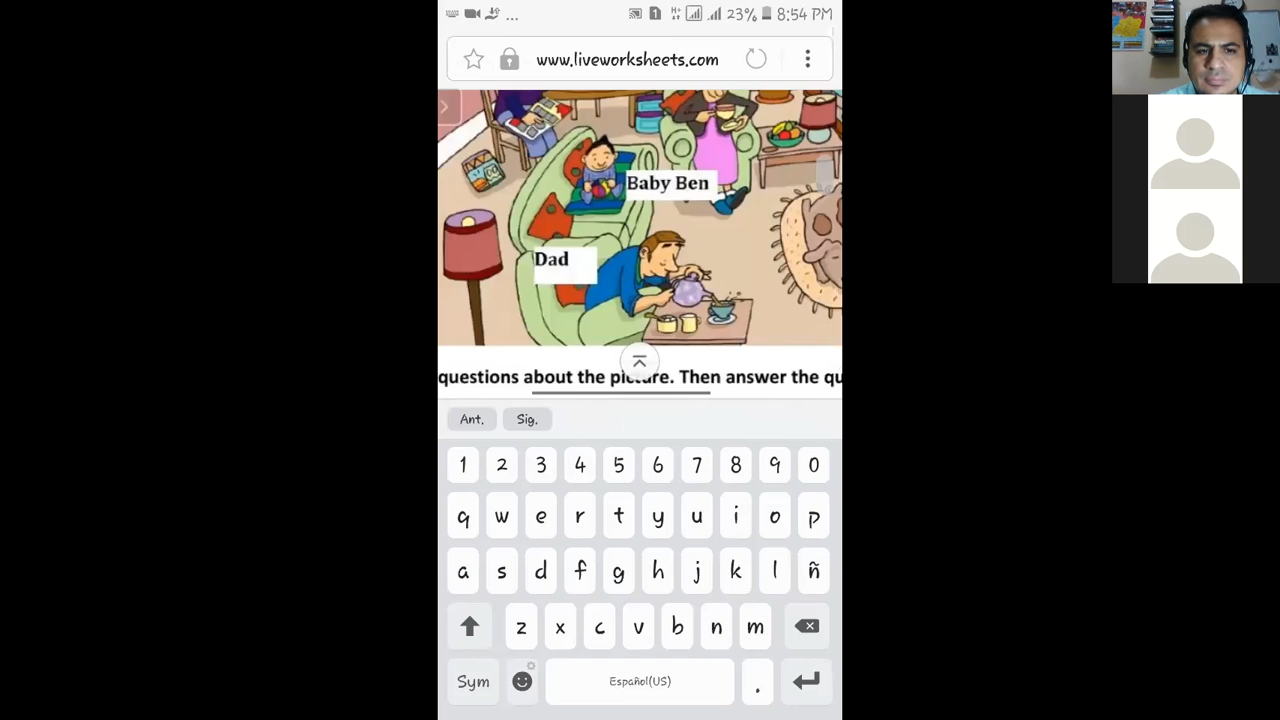 ... 23% 8:54 PM
www.liveworksheets.com
Baby Ben
Dad
questions about the picture. Then answer the qu
Ant. Sig.
1 2 3 4 5 6 7 8 9 0
q w e r t y u i o p
a s d f g h j k l ñ
z x c v b n m
Sym Español(US) .